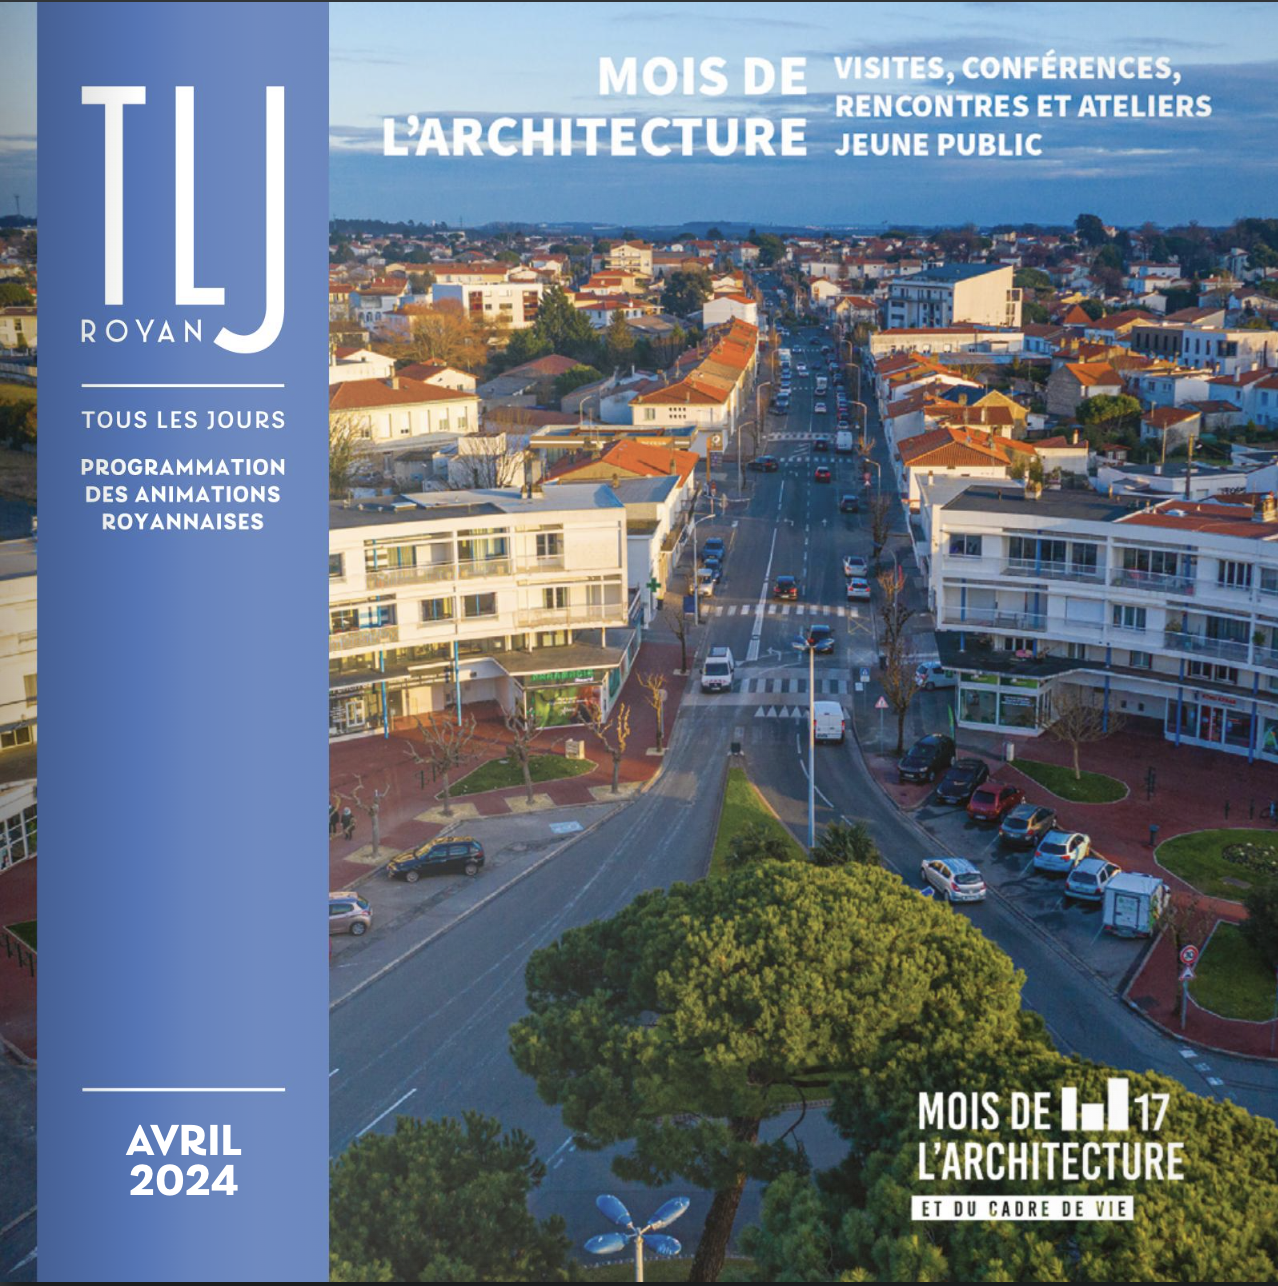 TLJ
ROYAN
TOUS LES JOURS
PROGRAMMATION
DES ANIMATIONS
ROYANNAISES
AVRIL
2024
MOIS DE
L'ARCHITECTURE
VISITES, CONFÉRENCES,
RENCONTRES ET ATELIERS
JEUNE PUBLIC
PHARMACIE
MOIS DE 17
L'ARCHITECTURE
ET DU CADRE DE VIE